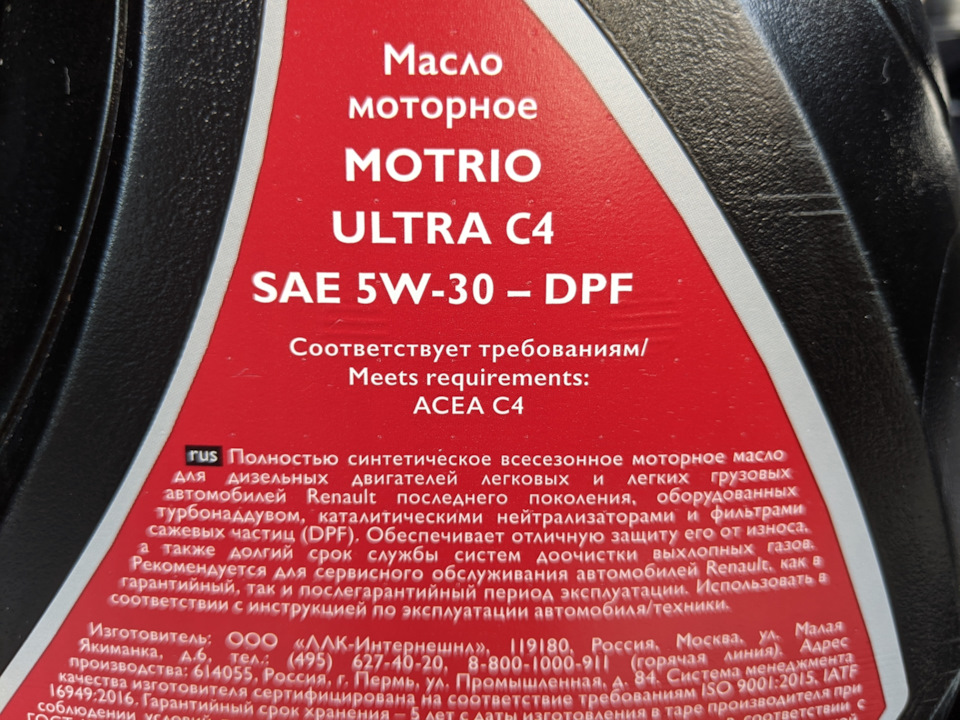 Масло
моторное
MOTRIO
ULTRA C4
SAE 5W-30 – DPF
Соответствует требованиям/
Meets requirements:
ACEA C4
rus Полностью синтетическое всесезонное моторное масло
для дизельных двигателей легковых и легких грузовых
автомобилей Renault последнего поколения, оборудованных
турбонаддувом, каталитическими нейтрализаторами и фильтрами
сажевых частиц (DPF). Обеспечивает отличную защиту его от износа,
а также долгий срок службы систем доочистки выхлопных газов.
Рекомендуется для сервисного обслуживания автомобилей Renault, как в
гарантийный, так и послегарантийный период эксплуатации. Использовать в
соответствии с инструкцией по эксплуатации автомобиля/техники.
Изготовитель: ООО «ЛЛК-Интернешнл», 119180, Россия, Москва, ул. Малая
Якиманка, д.6, тел.: (495) 627-40-20, 8-800-1000-911 (горячая линия). Адрес
производства: 614055, Россия, г. Пермь, ул. Промышленная, д. 84. Система менеджмента
качества изготовителя сертифицирована на соответствие требованиям ISO 9001:2015, IATF
16949:2016. Гарантийный срок хранения – 5 лет с даты изготовления в таре производителя при
соблюдении условий соответствии с